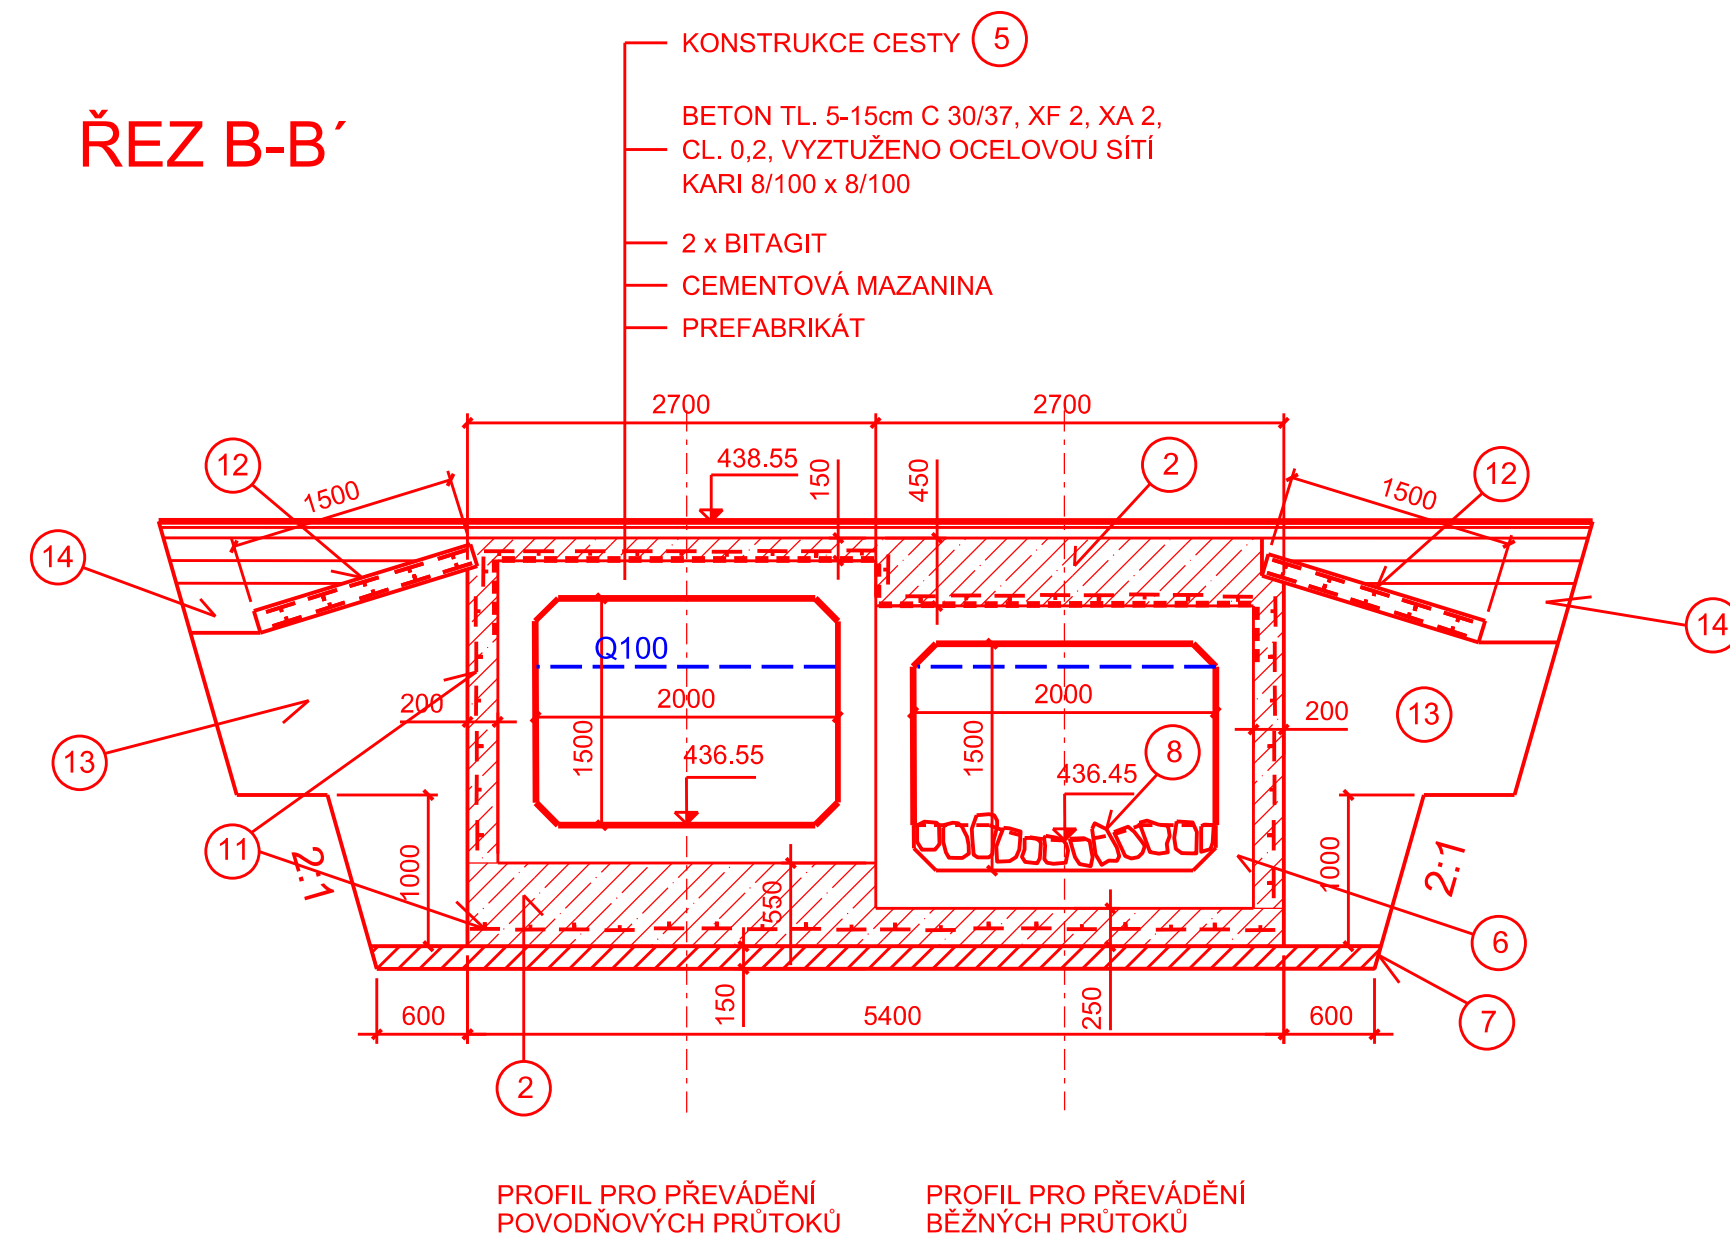 KONSTRUKCE CESTY 5
ŘEZ B-B´
BETON TL. 5-15cm C 30/37, XF 2, XA 2,
CL. 0,2, VYZTUŽENO OCELOVOU SÍTÍ
KARI 8/100 x 8/100
2 x BITAGIT
CEMENTOVÁ MAZANINA
PREFABRIKÁT
2700
2700
12
1500
438.55
150
450
2
12
1500
14
14
Q100
200
2000
1500
436.55
2000
1500
436.45
8
200
13
13
11
2:1
1000
550
1000
2:1
6
7
600
150
5400
250
600
2
PROFIL PRO PŘEVÁDĚNÍ
POVODŇOVÝCH PRŮTOKŮ
PROFIL PRO PŘEVÁDĚNÍ
BĚŽNÝCH PRŮTOKŮ